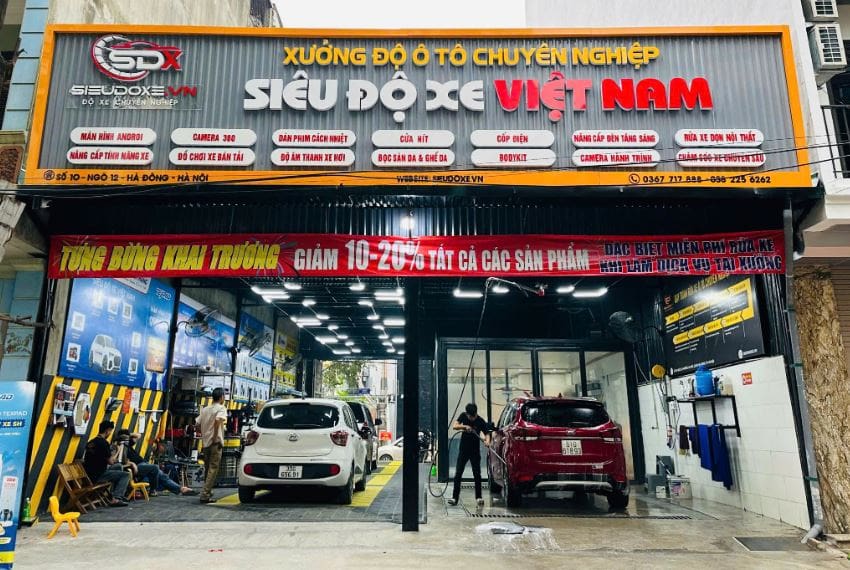 SDX
SIEUDOXE.VN
ĐỘ XE CHUYÊN NGHIỆP
XƯỞNG ĐỘ Ô TÔ CHUYÊN NGHIỆP
SIÊU ĐỘ XE VIỆT NAM
MÀN HÌNH ANDROI
CAMERA 360
DÁN PHIM CÁCH NHIỆT
CỬA HÍT
CỐP ĐIỆN
NÂNG CẤP ĐÈN TĂNG SÁNG
RỬA XE DỌN NỘI THẤT
NÂNG CẤP TÍNH NĂNG XE
ĐỒ CHƠI XE BÁN TẢI
ĐỘ ÂM THANH XE HƠI
BỌC SÀN DA & GHẾ DA
BODYKIT
CAMERA HÀNH TRÌNH
CHĂM SÓC XE CHUYÊN SÂU
SỐ 10 - NGÕ 12 - HÀ ĐÔNG - HÀ NỘI
WEBSITE: SIEUDOXE.VN
0367 717 888 - 038 225 6262
TƯNG BỪNG KHAI TRƯƠNG
GIẢM 10-20% TẤT CẢ CÁC SẢN PHẨM
ĐẶC BIỆT MIỄN PHÍ RỬA XE
KHI LÀM DỊCH VỤ TẠI XƯỞNG